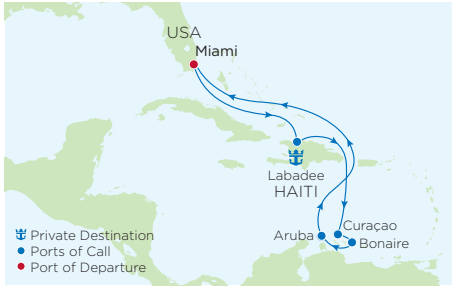 USA
Miami
Labadee
HAITI
Curaçao
Aruba
Bonaire
Private Destination
Ports of Call
Port of Departure